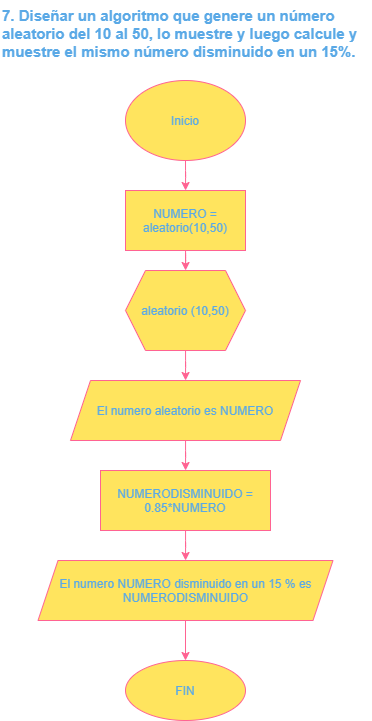 7. Diseñar un algoritmo que genere un número
aleatorio del 10 al 50, lo muestre y luego calcule y
muestre el mismo número disminuido en un 15%.
Inicio
NUMERO =
aleatorio(10,50)
aleatorio (10,50)
El numero aleatorio es NUMERO
NUMERODISMINUIDO =
0.85*NUMERO
El numero NUMERO disminuido en un 15 % es
NUMERODISMINUIDO
FIN